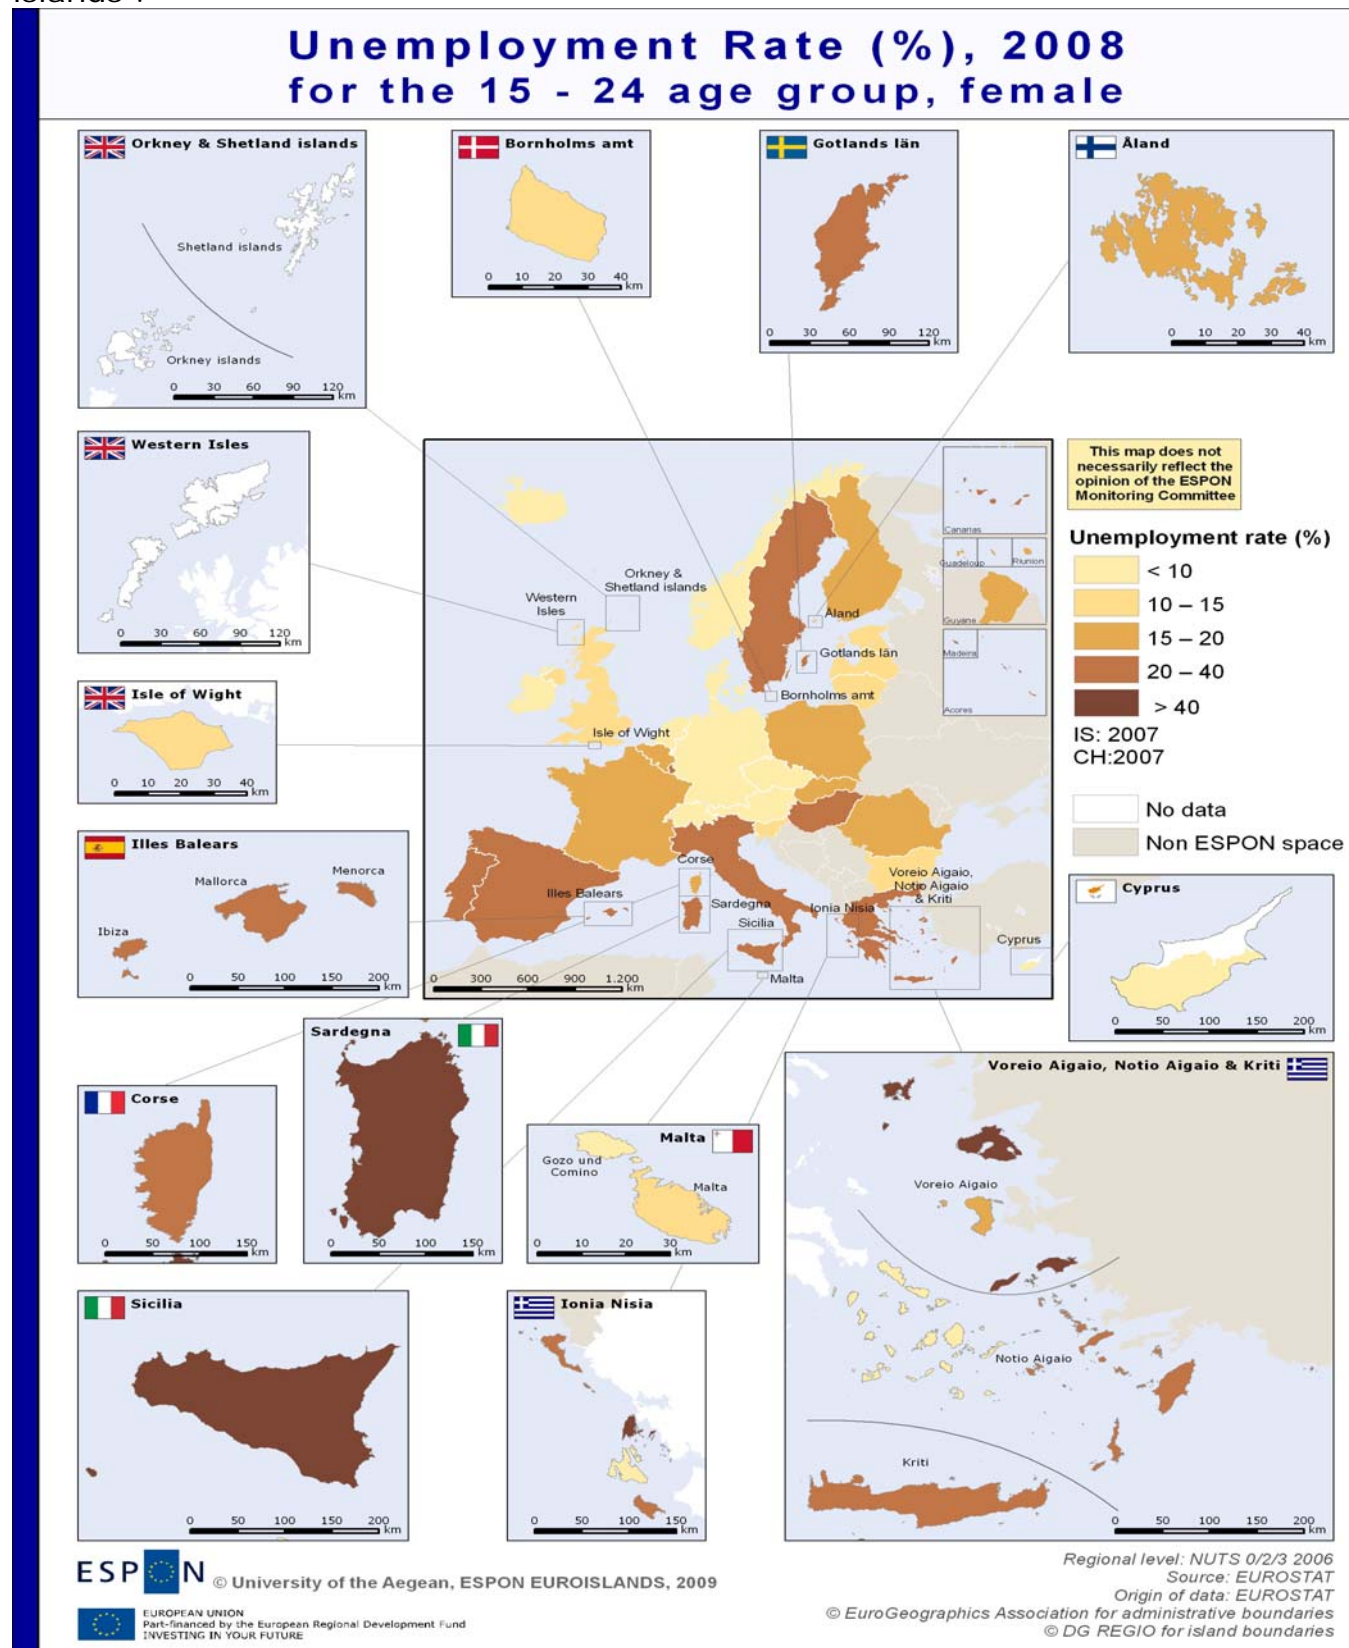 islands .
Unemployment Rate (%), 2008
for the 15 - 24 age group, female
Orkney & Shetland islands
Shetland islands
Orkney islands
0 30 60 90 120
km
Bornholms amt
0 10 20 30 40
km
Gotlands län
0 30 60 90 120
km
Åland
0 10 20 30 40
km
Western Isles
0 30 60 90 120
km
Isle of Wight
0 10 20 30 40
km
Illes Balears
Mallorca
Menorca
Ibiza
0 50 100 150 200
km
Orkney &
Shetland islands
Western
Isles
Åland
Gotlands län
Bornholms amt
Isle of Wight
Corse
Illes Balears
Sardegna
Sicilia
Ionia Nisia
Voreio Aigaio,
Notio Aigaio
& Kriti
Cyprus
Malta
0 300 600 900 1.200
km
Canarias
Guadeloup
Riunion
Guyane
Madeira
Acores
This map does not
necessarily reflect the
opinion of the ESPON
Monitoring Committee
Unemployment rate (%)
< 10
10 – 15
15 – 20
20 – 40
> 40
IS: 2007
CH:2007
No data
Non ESPON space
Cyprus
0 50 100 150 200
km
Sardegna
0 50 100 150
km
Corse
0 50 100 150
km
Malta
Gozo und
Comino
Malta
0 10 20 30
km
Voreio Aigaio, Notio Aigaio & Kriti
Voreio Aigaio
Notio Aigaio
Kriti
0 50 100 150 200
km
Sicilia
0 50 100 150 200
km
Ionia Nisia
0 50 100 150
km
ESPON
© University of the Aegean, ESPON EUROISLANDS, 2009
EUROPEAN UNION
Part-financed by the European Regional Development Fund
INVESTING IN YOUR FUTURE
Regional level: NUTS 0/2/3 2006
Source: EUROSTAT
Origin of data: EUROSTAT
© EuroGeographics Association for administrative boundaries
© DG REGIO for island boundaries